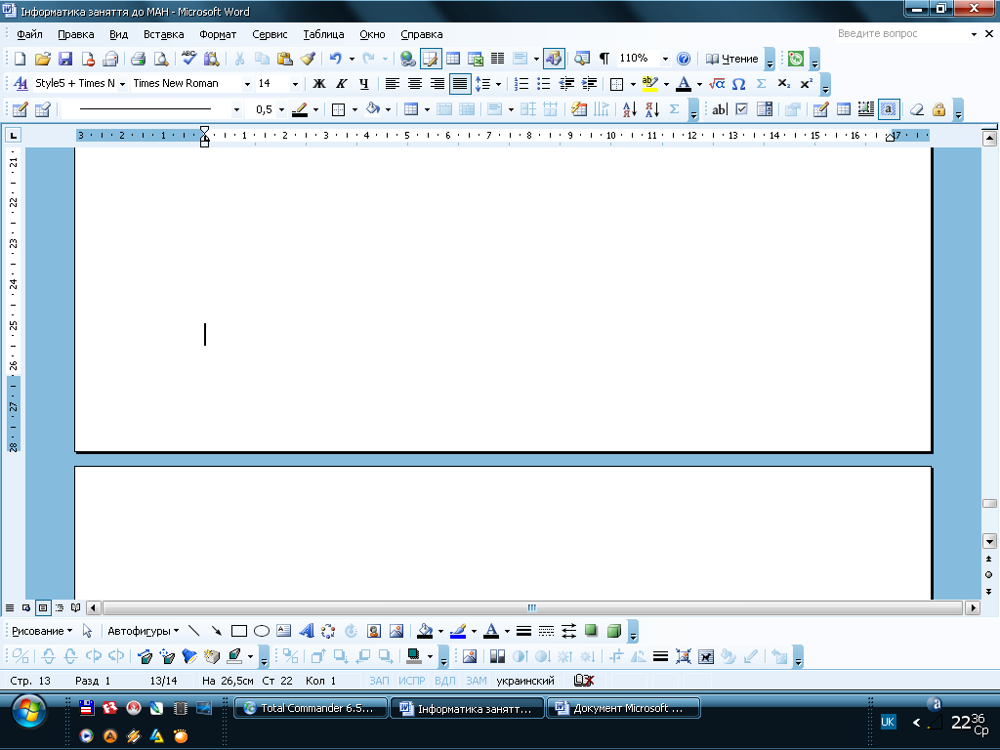 Інформатика заняття до МАН - Microsoft Word
Файл Правка Вид Вставка Формат Сервис Таблица Окно Справка Введите вопрос
110% Чтение
Style5 + Times N Times New Roman 14 Ж К Ч
0,5
3 2 1 1 2 3 4 5 6 7 8 9 10 11 12 13 14 15 16 17
21
22
23
24
25
26
27
28
Рисование Автофигуры
Стр. 13 Разд 1 13/14 На 26,5см Ст 22 Кол 1 ЗАП ИСПР ВДЛ ЗАМ украинский
Total Commander 6.5... Інформатика занятт... Документ Microsoft ... UK 22 36 Ср